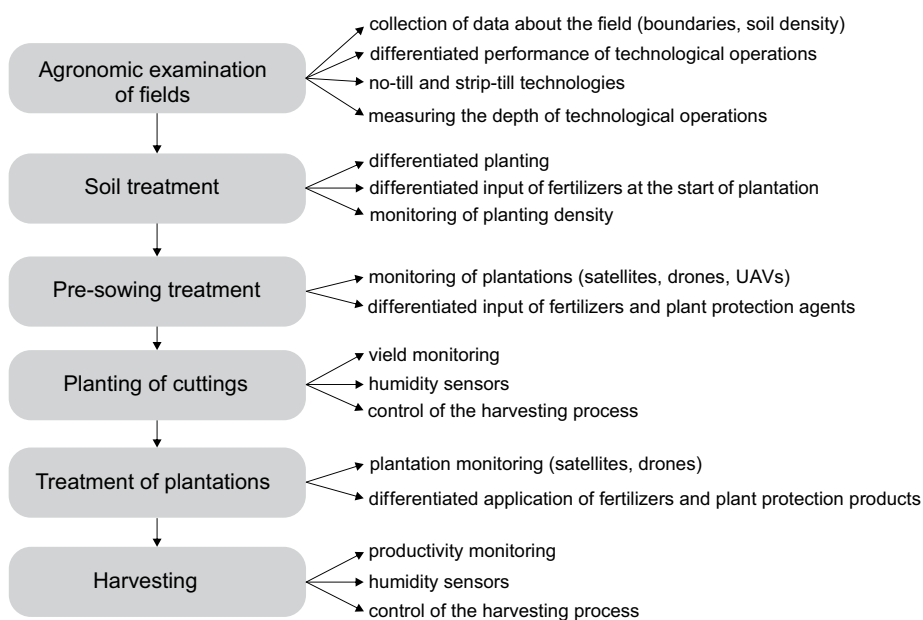 Agronomic examination
of fields
collection of data about the field (boundaries, soil density)
differentiated performance of technological operations
no-till and strip-till technologies
measuring the depth of technological operations
Soil treatment
differentiated planting
differentiated input of fertilizers at the start of plantation
monitoring of planting density
Pre-sowing treatment
monitoring of plantations (satellites, drones, UAVs)
differentiated input of fertilizers and plant protection agents
Planting of cuttings
vield monitoring
humidity sensors
control of the harvesting process
Treatment of plantations
plantation monitoring (satellites, drones)
differentiated application of fertilizers and plant protection products
Harvesting
productivity monitoring
humidity sensors
control of the harvesting process